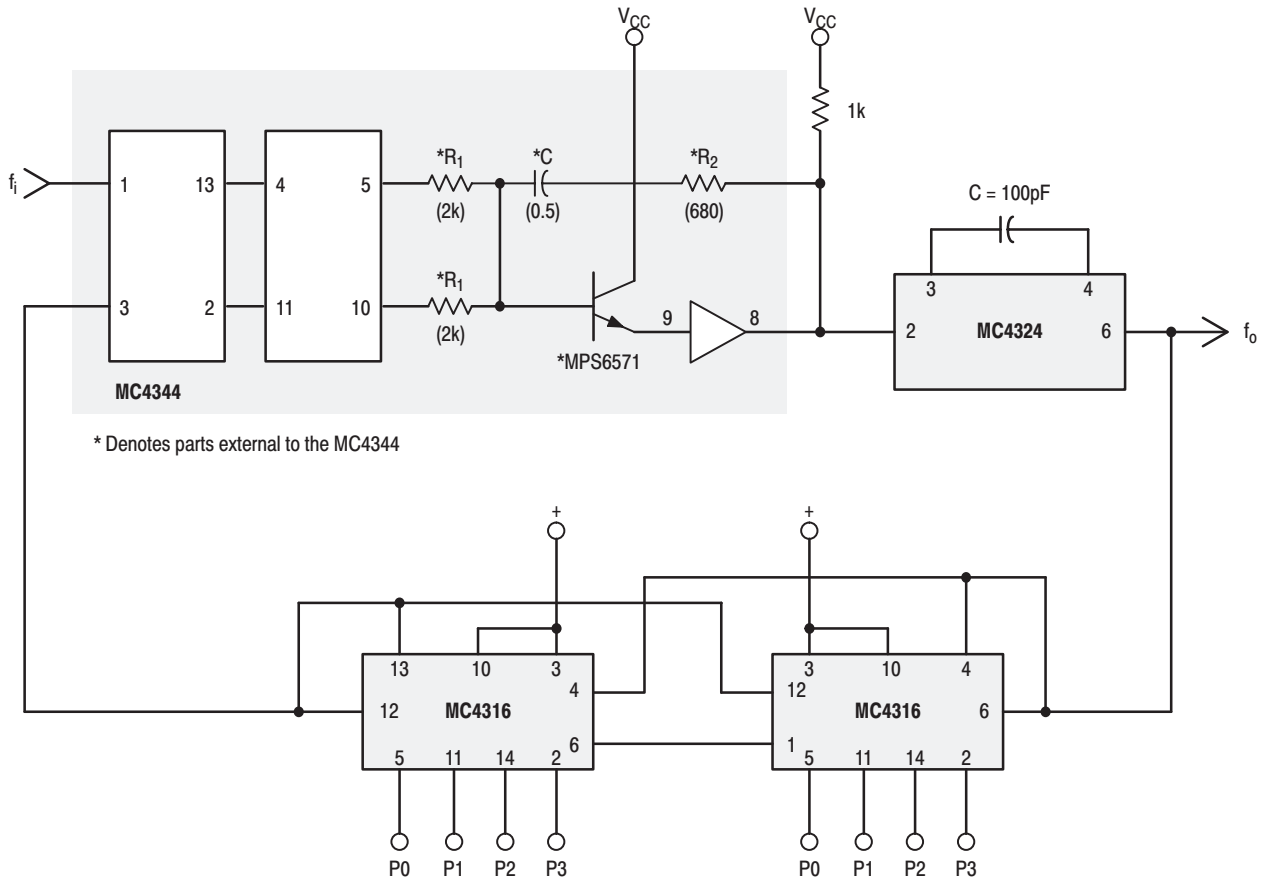 VCC
VCC
1k
*R1
*C
*R2
fi
1
13
4
5
(2k)
(0.5)
(680)
C = 100pF
*R1
3
4
3
2
11
10
9
8
2
MC4324
6
fo
(2k)
*MPS6571
MC4344
* Denotes parts external to the MC4344
+
+
13
10
3
3
10
4
4
12
12
MC4316
MC4316
6
6
1
5
11
14
2
5
11
14
2
P0
P1
P2
P3
P0
P1
P2
P3